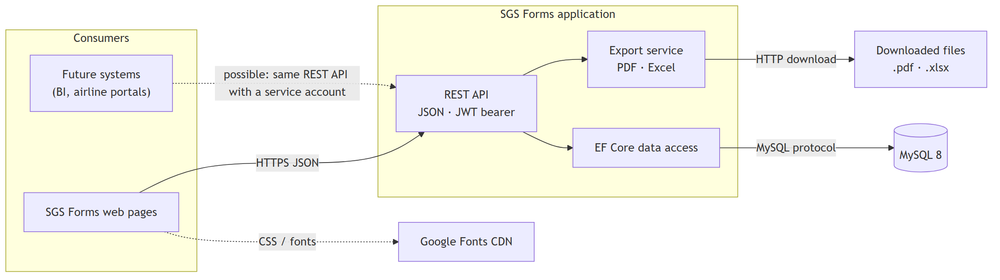 Consumers
Future systems
(BI, airline portals)
SGS Forms web pages
possible: same REST API
with a service account
HTTPS JSON
CSS / fonts
SGS Forms application
REST API
JSON · JWT bearer
Export service
PDF · Excel
EF Core data access
Google Fonts CDN
HTTP download
MySQL protocol
Downloaded files
.pdf · .xlsx
MySQL 8